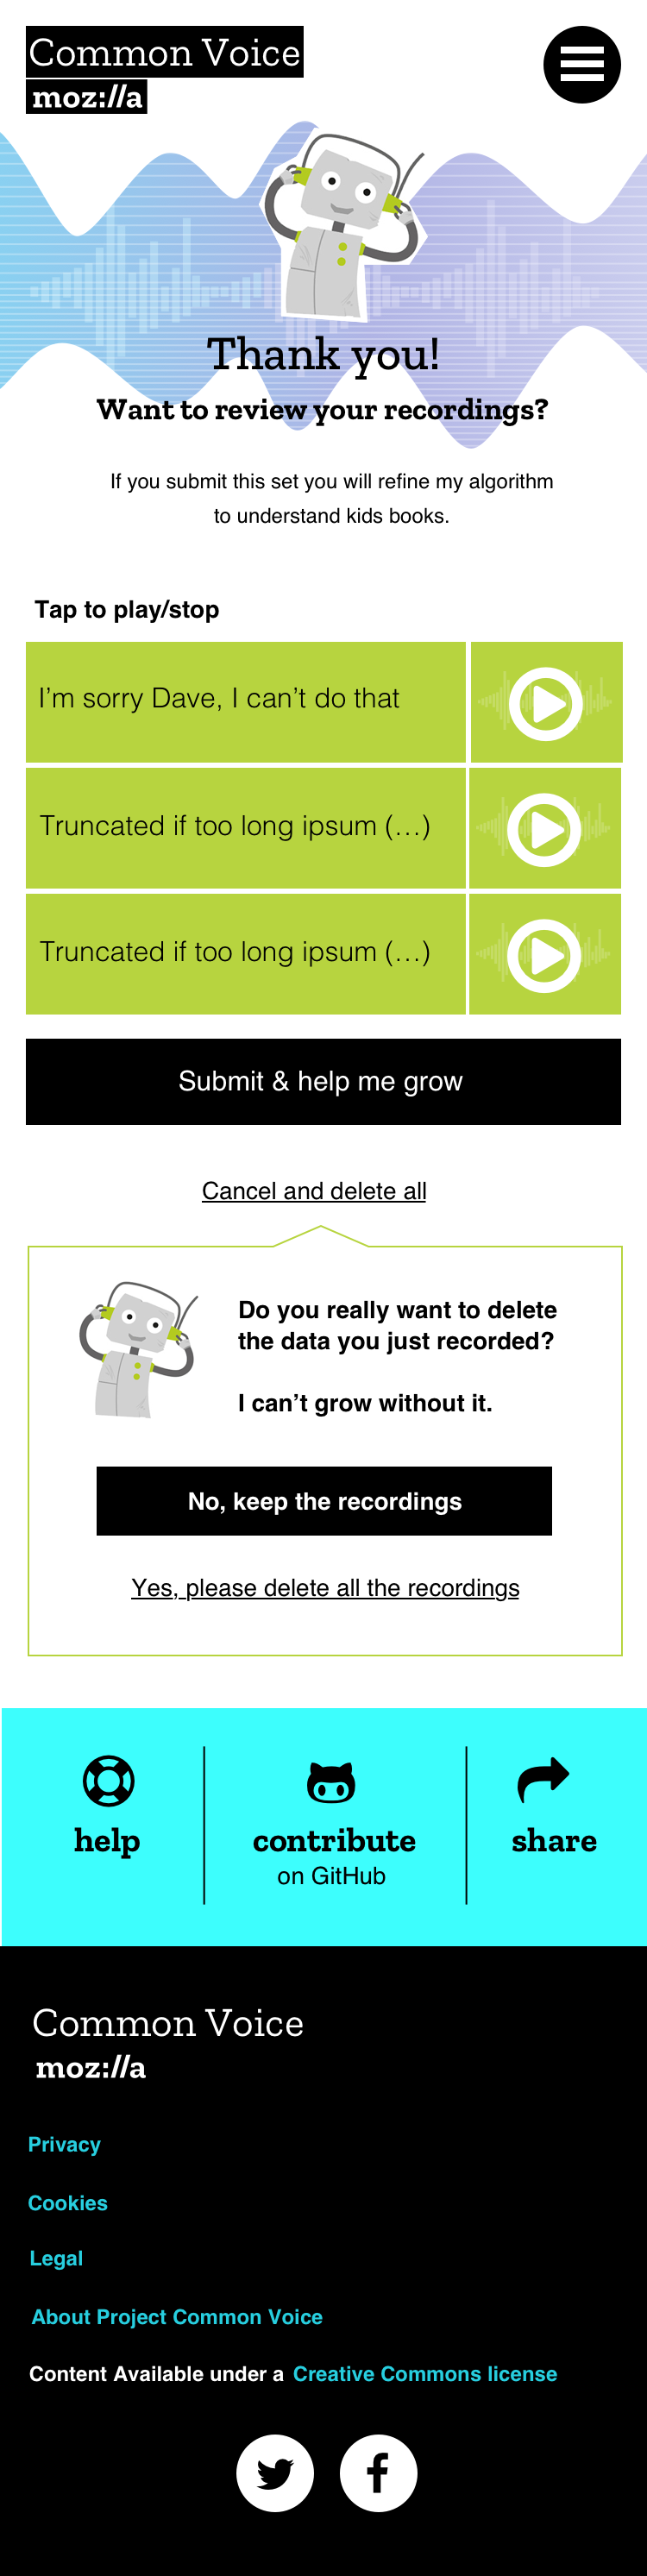 Common Voice
moz://a
Thank you!
Want to review your recordings?
If you submit this set you will refine my algorithm
to understand kids books.
Tap to play/stop
I’m sorry Dave, I can’t do that
Truncated if too long ipsum (…)
Truncated if too long ipsum (…)
Submit & help me grow
Cancel and delete all
Do you really want to delete
the data you just recorded?
I can’t grow without it.
No, keep the recordings
Yes, please delete all the recordings
help
contribute
on GitHub
share
Common Voice
moz://a
Privacy
Cookies
Legal
About Project Common Voice
Content Available under a Creative Commons license